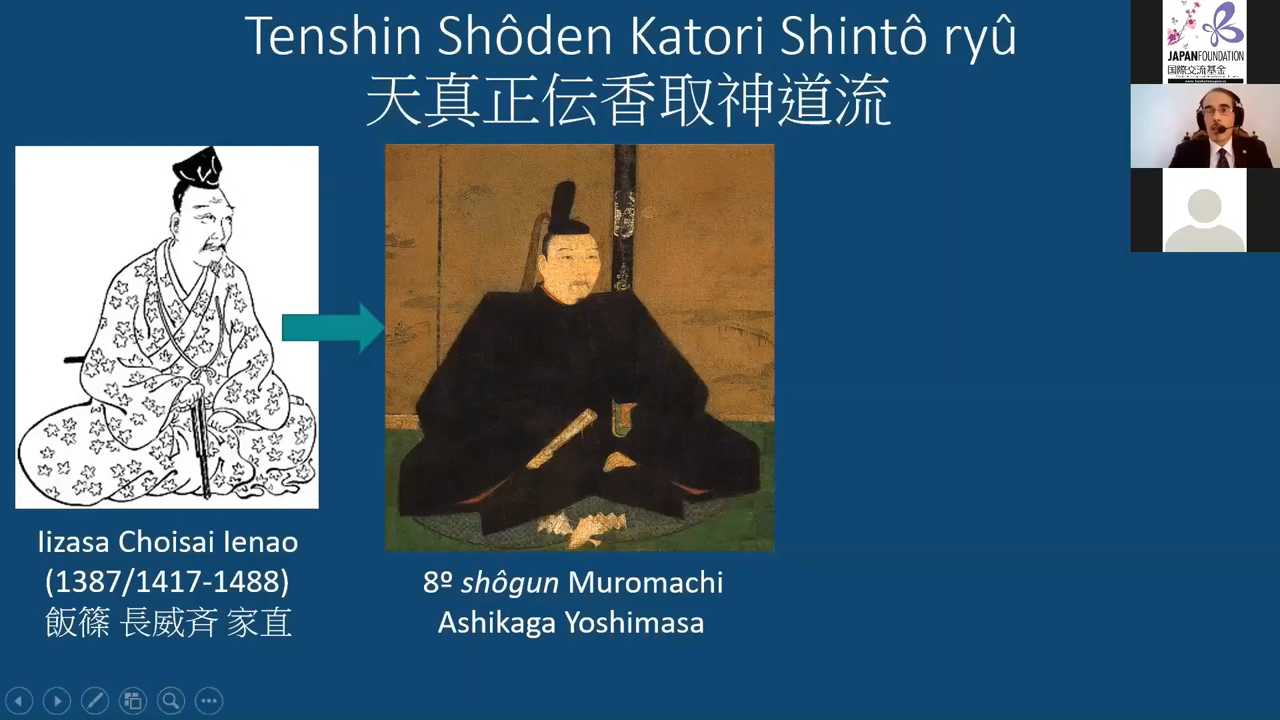 Tenshin Shôden Katori Shintô ryû
天真正伝香取神道流
JAPANFOUNDATION
国際交流基金
Iizasa Choisai Ienao
(1387/1417-1488)
飯篠 長威斉 家直
8º shôgun Muromachi
Ashikaga Yoshimasa